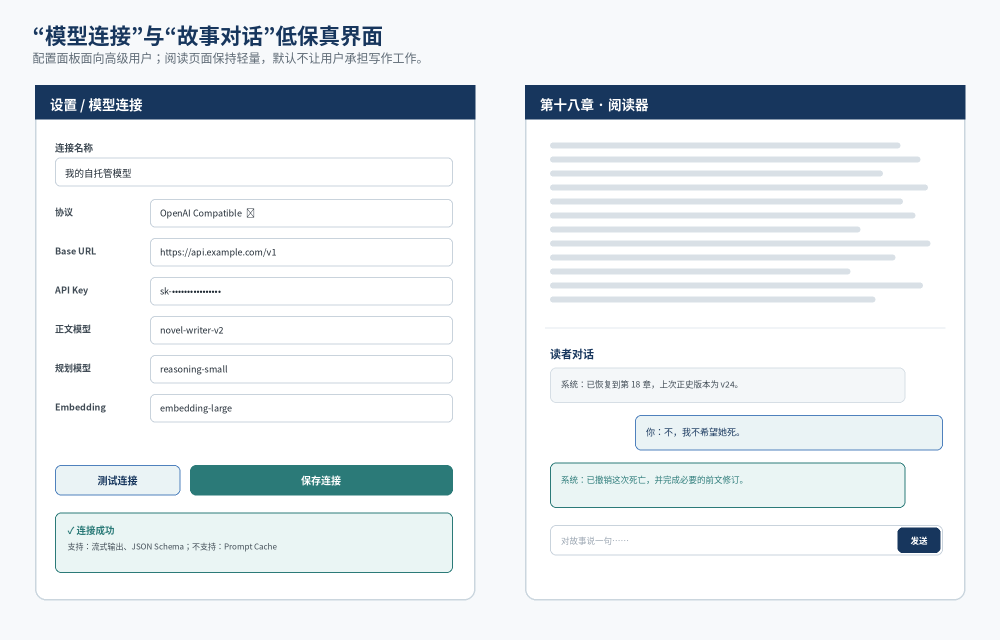 “模型连接”与“故事对话”低保真界面
配置面板面向高级用户；阅读页面保持轻量，默认不让用户承担写作工作。
设置 / 模型连接
连接名称
我的自托管模型
协议
OpenAI Compatible
Base URL
https://api.example.com/v1
API Key
sk-••••••••••••••••
正文模型
novel-writer-v2
规划模型
reasoning-small
Embedding
embedding-large
测试连接
保存连接
✓ 连接成功
支持：流式输出、JSON Schema；不支持：Prompt Cache
第十八章 · 阅读器
读者对话
系统：已恢复到第 18 章，上次正史版本为 v24。
你：不，我不希望她死。
系统：已撤销这次死亡，并完成必要的前文修订。
对故事说一句……
发送